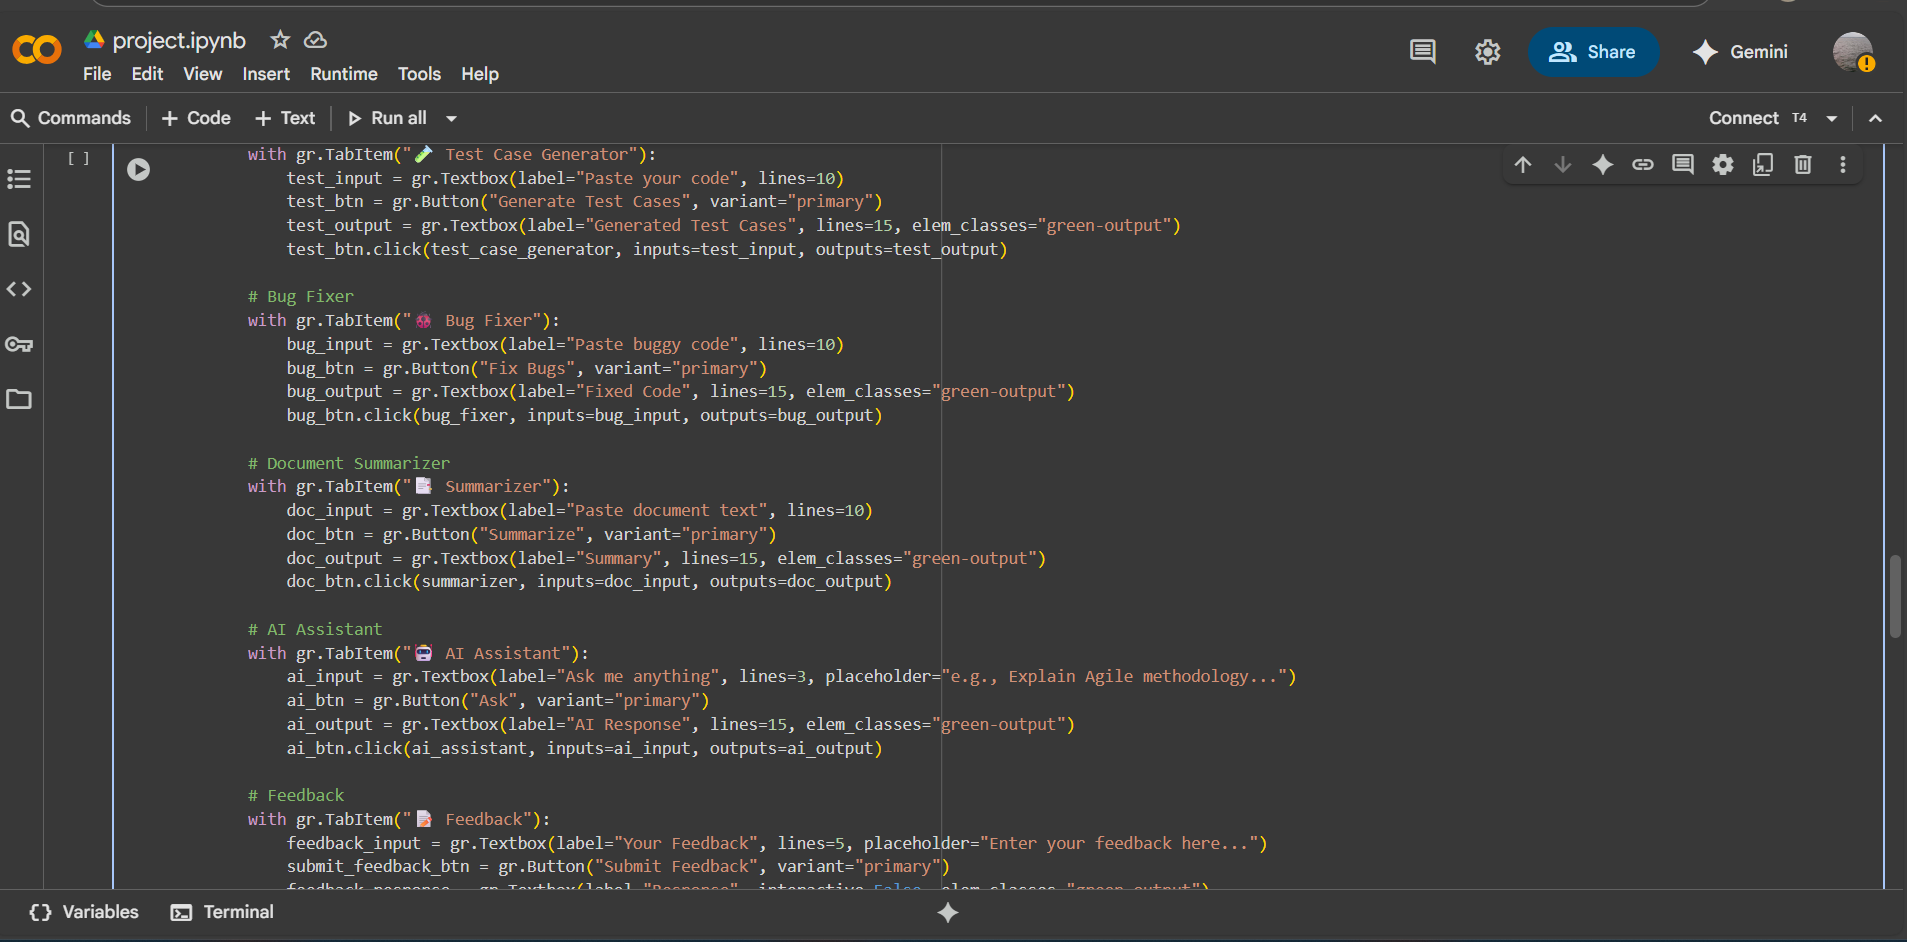 project.ipynb
File Edit View Insert Runtime Tools Help
Share
Gemini
Commands + Code + Text Run all
Connect T4
[ ]
with gr.TabItem("🧪 Test Case Generator"):
test_input = gr.Textbox(label="Paste your code", lines=10)
test_btn = gr.Button("Generate Test Cases", variant="primary")
test_output = gr.Textbox(label="Generated Test Cases", lines=15, elem_classes="green-output")
test_btn.click(test_case_generator, inputs=test_input, outputs=test_output)
# Bug Fixer
with gr.TabItem("🐞 Bug Fixer"):
bug_input = gr.Textbox(label="Paste buggy code", lines=10)
bug_btn = gr.Button("Fix Bugs", variant="primary")
bug_output = gr.Textbox(label="Fixed Code", lines=15, elem_classes="green-output")
bug_btn.click(bug_fixer, inputs=bug_input, outputs=bug_output)
# Document Summarizer
with gr.TabItem("📑 Summarizer"):
doc_input = gr.Textbox(label="Paste document text", lines=10)
doc_btn = gr.Button("Summarize", variant="primary")
doc_output = gr.Textbox(label="Summary", lines=15, elem_classes="green-output")
doc_btn.click(summarizer, inputs=doc_input, outputs=doc_output)
# AI Assistant
with gr.TabItem("🤖 AI Assistant"):
ai_input = gr.Textbox(label="Ask me anything", lines=3, placeholder="e.g., Explain Agile methodology...")
ai_btn = gr.Button("Ask", variant="primary")
ai_output = gr.Textbox(label="AI Response", lines=15, elem_classes="green-output")
ai_btn.click(ai_assistant, inputs=ai_input, outputs=ai_output)
# Feedback
with gr.TabItem("📝 Feedback"):
feedback_input = gr.Textbox(label="Your Feedback", lines=5, placeholder="Enter your feedback here...")
submit_feedback_btn = gr.Button("Submit Feedback", variant="primary")
feedback_response = gr.Textbox(label="Response", interactive=False, elem_classes="green-output")
Variables Terminal